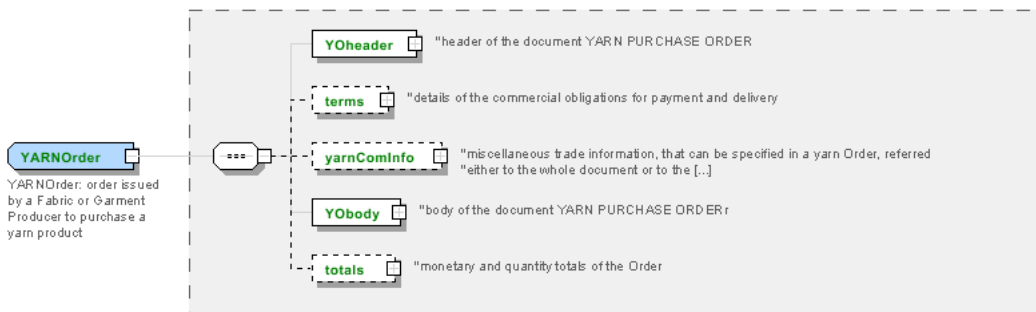 YOheader
"header of the document YARN PURCHASE ORDER
terms
"details of the commercial obligations for payment and delivery
YARNOrder
yarnComInfo
"miscellaneous trade information, that can be specified in a yarn Order, referred
"either to the whole document or to the [...]
YARNOrder: order issued
by a Fabric or Garment
Producer to purchase a
yarn product
YObody
"body of the document YARN PURCHASE ORDERr
totals
"monetary and quantity totals of the Order